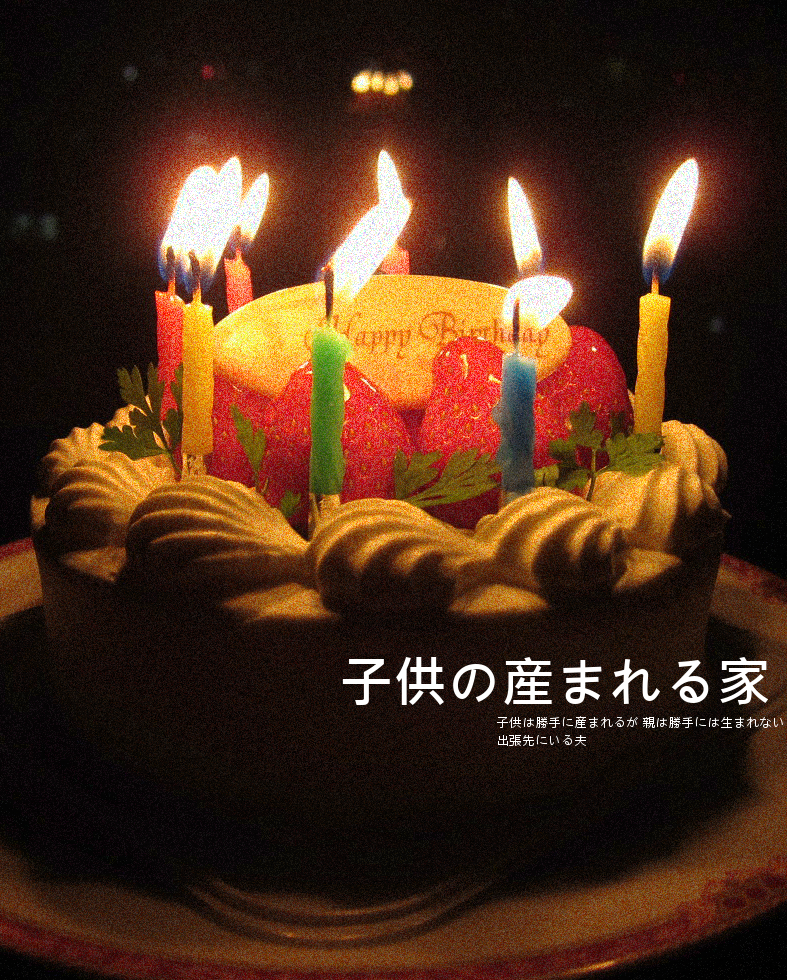 Happy Birthday
子供の産まれる家
子供は勝手に産まれるが 親は勝手には生まれない
出張先にいる夫